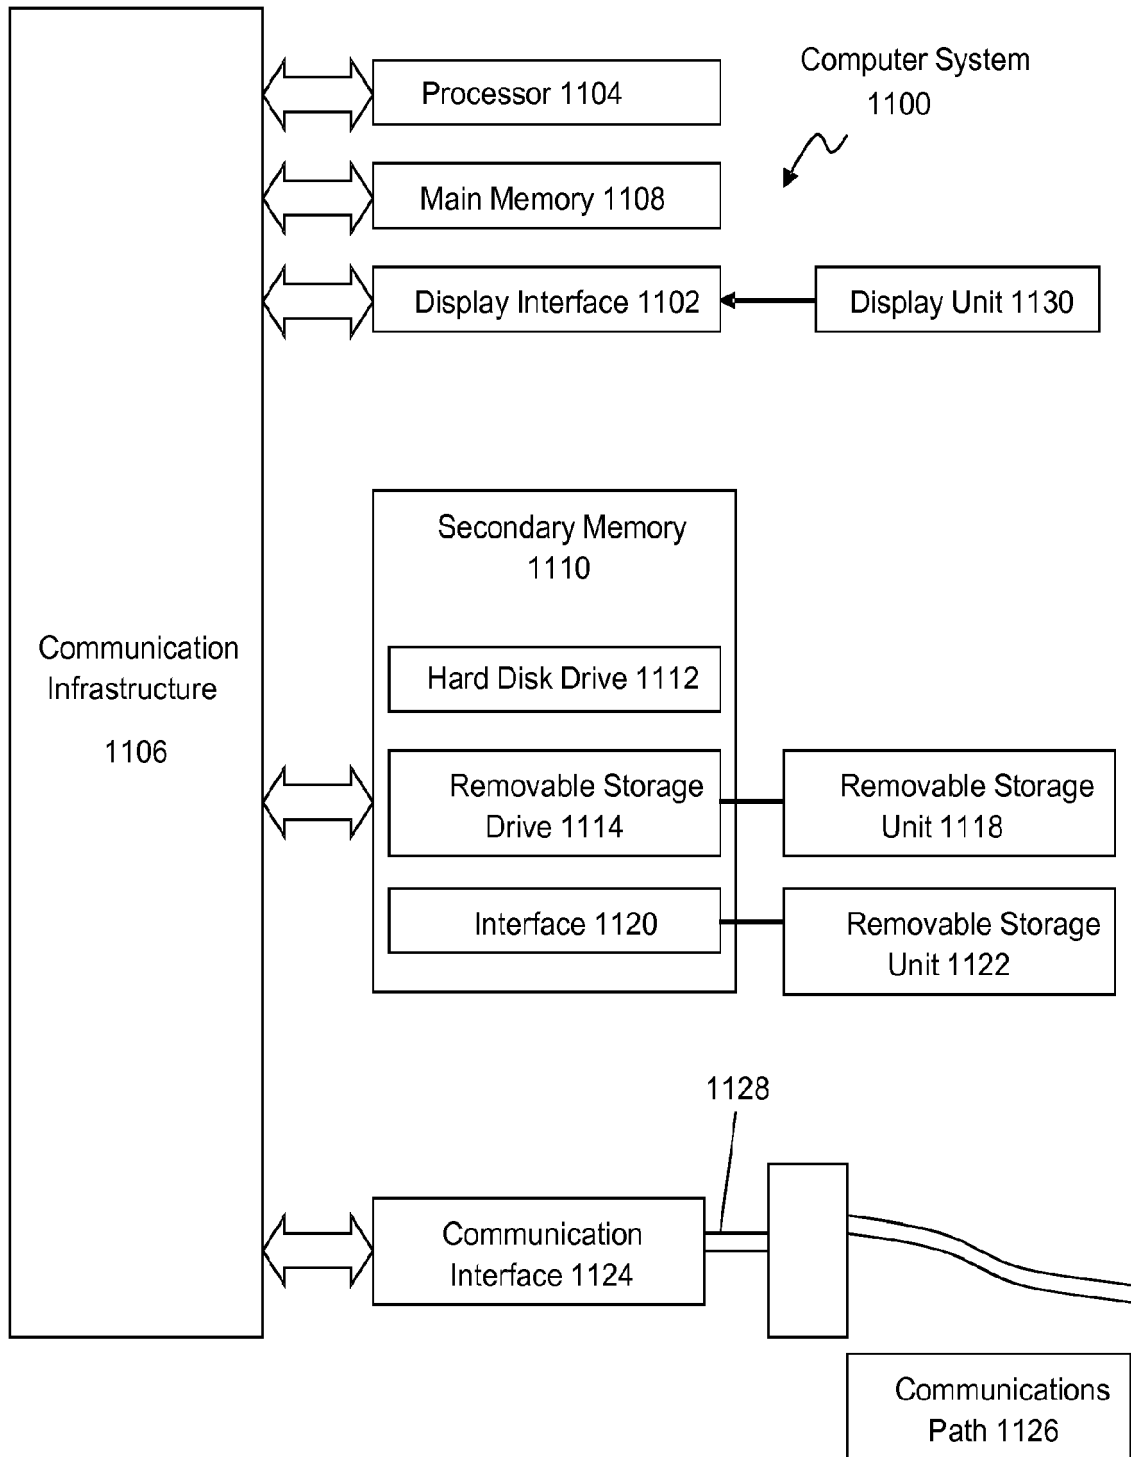 Computer System
1100
Processor 1104
Main Memory 1108
Display Interface 1102
Display Unit 1130
Secondary Memory
1110
Communication
Infrastructure
1106
Hard Disk Drive 1112
Removable Storage
Drive 1114
Removable Storage
Unit 1118
Interface 1120
Removable Storage
Unit 1122
1128
Communication
Interface 1124
Communications
Path 1126